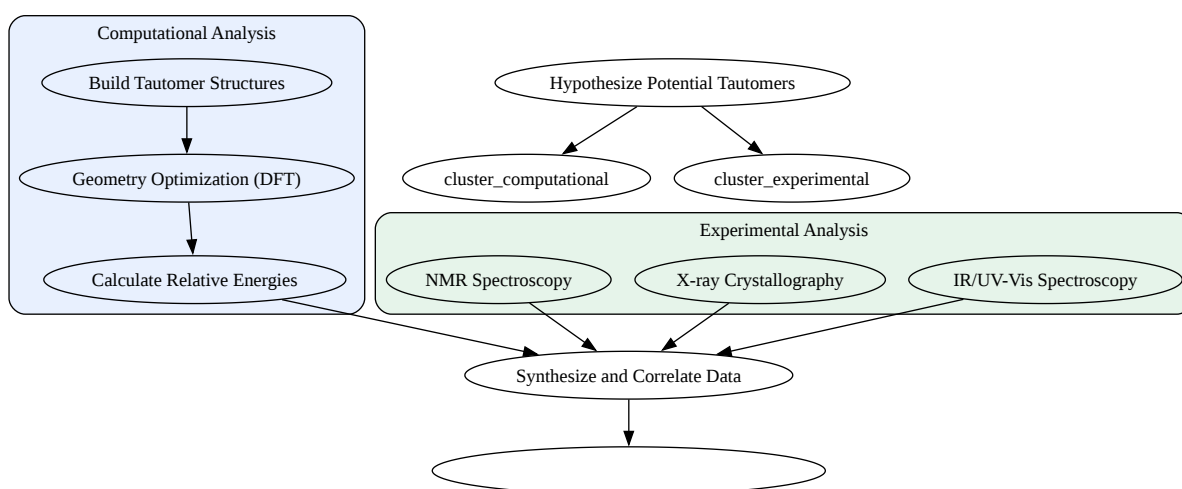 Computational Analysis
Build Tautomer Structures
Hypothesize Potential Tautomers
Geometry Optimization (DFT)
cluster_computational
cluster_experimental
Experimental Analysis
Calculate Relative Energies
NMR Spectroscopy
X-ray Crystallography
IR/UV-Vis Spectroscopy
Synthesize and Correlate Data